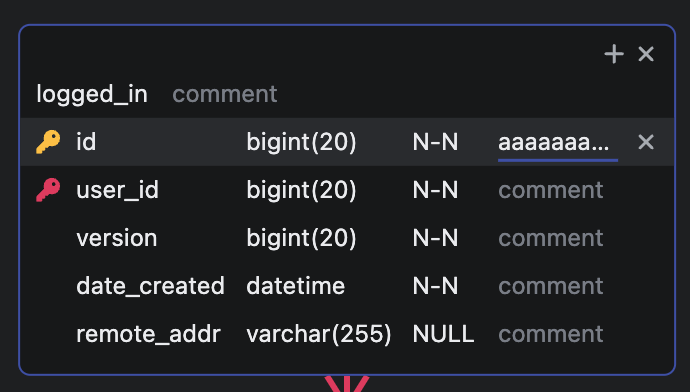 logged_in comment
id bigint(20) N-N aaaaaaa...
user_id bigint(20) N-N comment
version bigint(20) N-N comment
date_created datetime N-N comment
remote_addr varchar(255) NULL comment